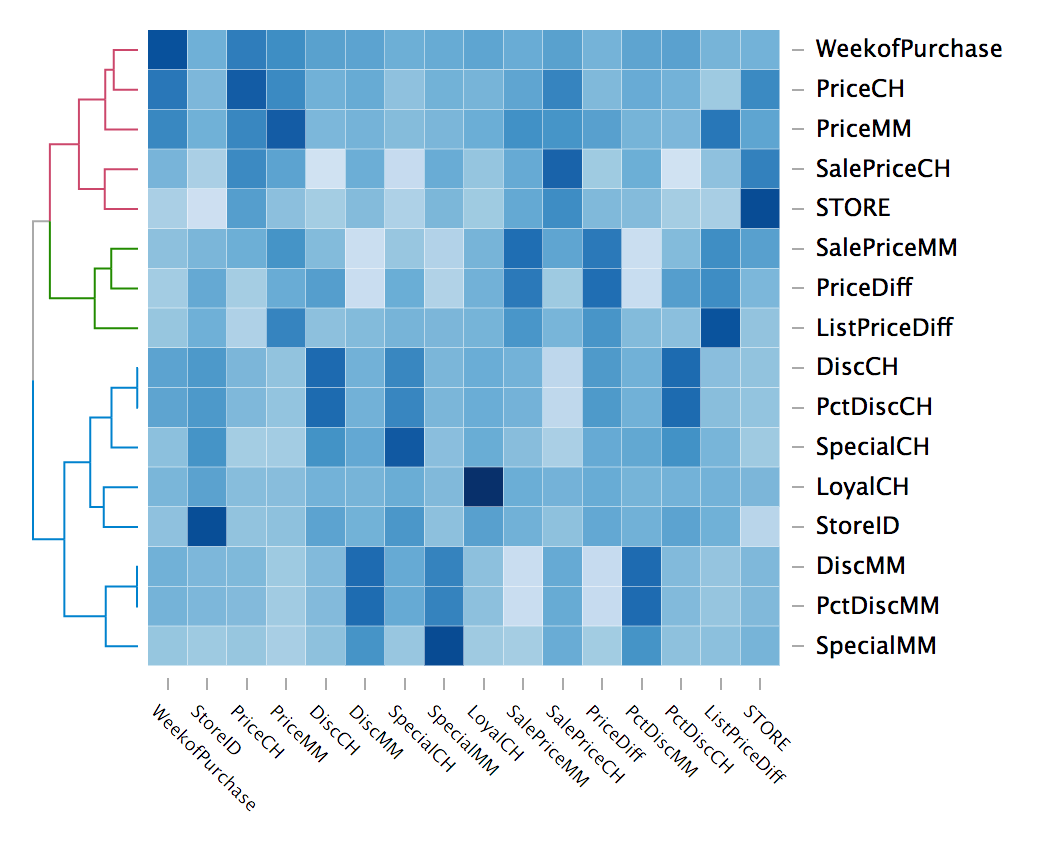 WeekofPurchase
PriceCH
PriceMM
SalePriceCH
STORE
SalePriceMM
PriceDiff
ListPriceDiff
DiscCH
PctDiscCH
SpecialCH
LoyalCH
StoreID
DiscMM
PctDiscMM
SpecialMM
WeekofPurchase
StoreID
PriceCH
PriceMM
DiscCH
DiscMM
SpecialCH
SpecialMM
LoyalCH
SalePriceMM
SalePriceCH
PriceDiff
PctDiscMM
PctDiscCH
ListPriceDiff
STORE